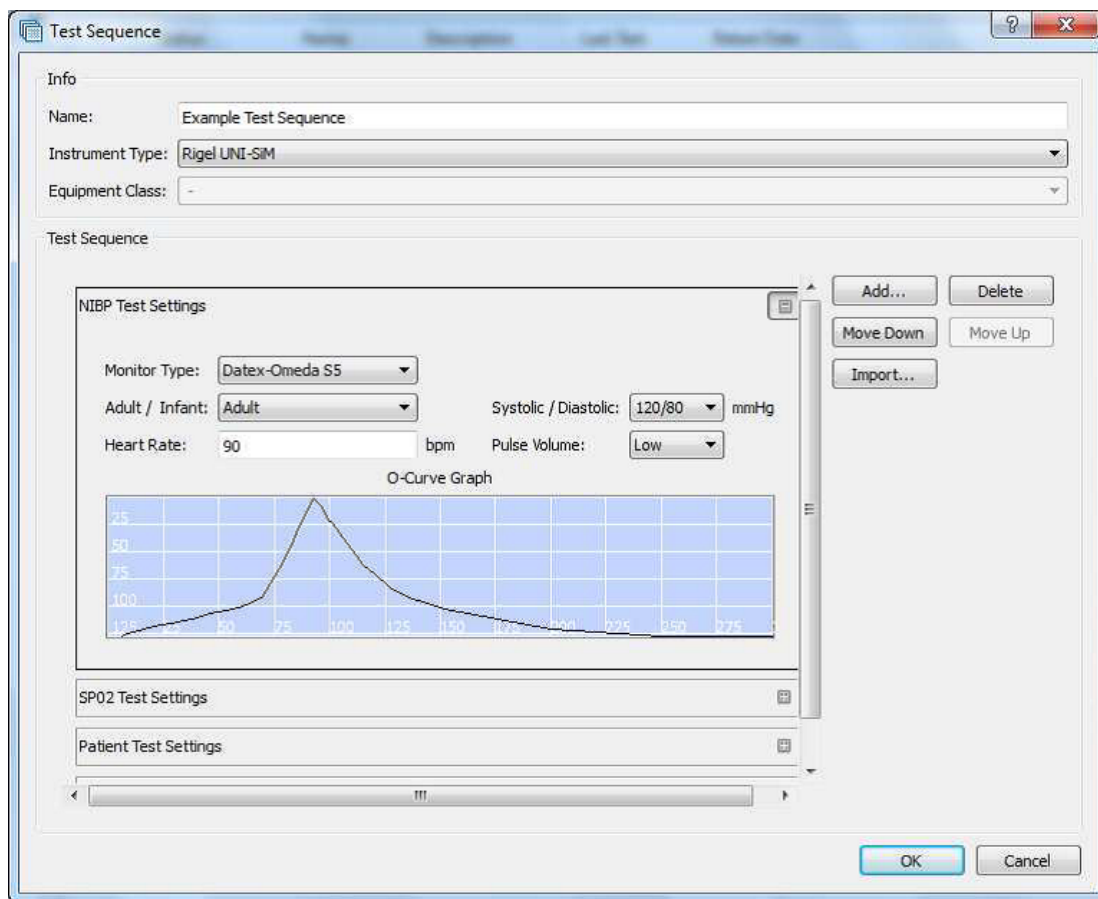 Test Sequence
Info
Name: Example Test Sequence
Instrument Type: Rigel UNI-SiM
Equipment Class: -
Test Sequence
NIBP Test Settings
Add... Delete
Move Down Move Up
Import...
Monitor Type: Datex-Omeda S5
Adult / Infant: Adult Systolic / Diastolic: 120/80 mmHg
Heart Rate: 90 bpm Pulse Volume: Low
O-Curve Graph
25
50
75
100
125 25 50 75 100 125 150 175 200 225 250 275
SP02 Test Settings
Patient Test Settings
OK Cancel